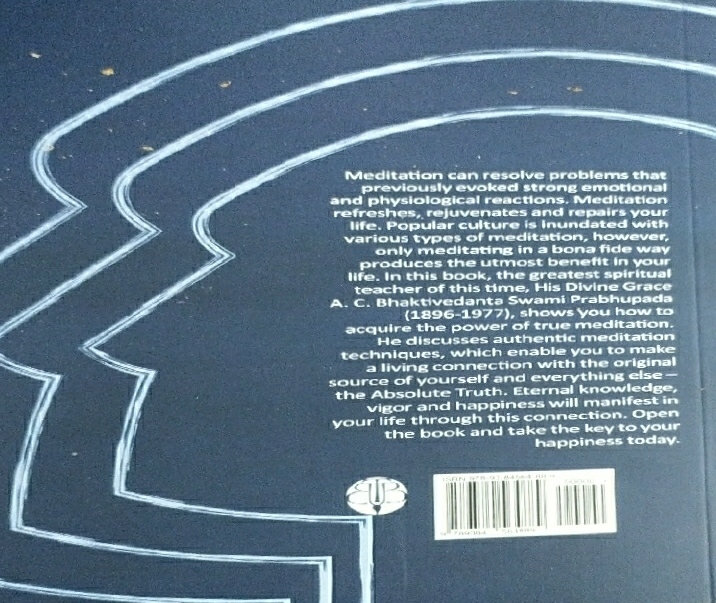 Meditation can resolve problems that
previously evoked strong emotional
and physiological reactions. Meditation
refreshes, rejuvenates and repairs your
life. Popular culture is inundated with
various types of meditation, however,
only meditating in a bona fide way
produces the utmost benefit in your
life. In this book, the greatest spiritual
teacher of this time, His Divine Grace
A. C. Bhaktivedanta Swami Prabhupada
(1896-1977), shows you how to
acquire the power of true meditation.
He discusses authentic meditation
techniques, which enable you to make
a living connection with the original
source of yourself and everything else –
the Absolute Truth. Eternal knowledge,
vigor and happiness will manifest in
your life through this connection. Open
the book and take the key to your
happiness today.
ISBN